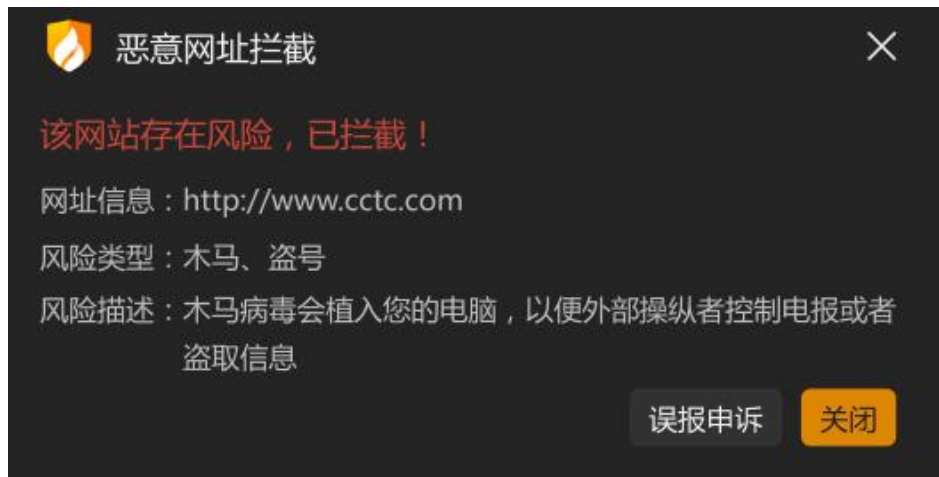 恶意网址拦截
该网站存在风险，已拦截！
网址信息：http://www.cctc.com
风险类型：木马、盗号
风险描述：木马病毒会植入您的电脑，以便外部操纵者控制电报或者
盗取信息
误报申诉 关闭